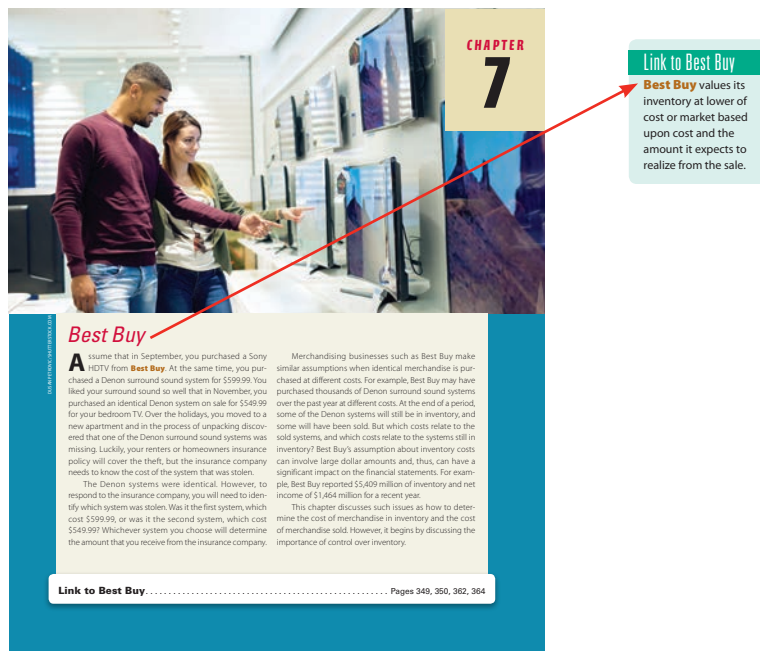 CHAPTER
7
Link to Best Buy
Best Buy values its
inventory at lower of
cost or market based
upon cost and the
amount it expects to
realize from the sale.
DUSAN PETKOVIC/SHUTTERSTOCK.COM
Best Buy
Assume that in September, you purchased a Sony
HDTV from Best Buy. At the same time, you pur-
chased a Denon surround sound system for $599.99. You
liked your surround sound so well that in November, you
purchased an identical Denon system on sale for $549.99
for your bedroom TV. Over the holidays, you moved to a
new apartment and in the process of unpacking discov-
ered that one of the Denon surround sound systems was
missing. Luckily, your renters or homeowners insurance
policy will cover the theft, but the insurance company
needs to know the cost of the system that was stolen.
The Denon systems were identical. However, to
respond to the insurance company, you will need to iden-
tify which system was stolen. Was it the first system, which
cost $599.99, or was it the second system, which cost
$549.99? Whichever system you choose will determine
the amount that you receive from the insurance company.
Merchandising businesses such as Best Buy make
similar assumptions when identical merchandise is pur-
chased at different costs. For example, Best Buy may have
purchased thousands of Denon surround sound systems
over the past year at different costs. At the end of a period,
some of the Denon systems will still be in inventory, and
some will have been sold. But which costs relate to the
sold systems, and which costs relate to the systems still in
inventory? Best Buy's assumption about inventory costs
can involve large dollar amounts and, thus, can have a
significant impact on the financial statements. For exam-
ple, Best Buy reported $5,409 million of inventory and net
income of $1,464 million for a recent year.
This chapter discusses such issues as how to deter-
mine the cost of merchandise in inventory and the cost
of merchandise sold. However, it begins by discussing the
importance of control over inventory.
Link to Best Buy. . . . . . . . . . . . . . . . . . . . . . . . . . . . . . . . . . . . . . . . . . . . . . . . . . . . Pages 349, 350, 362, 364